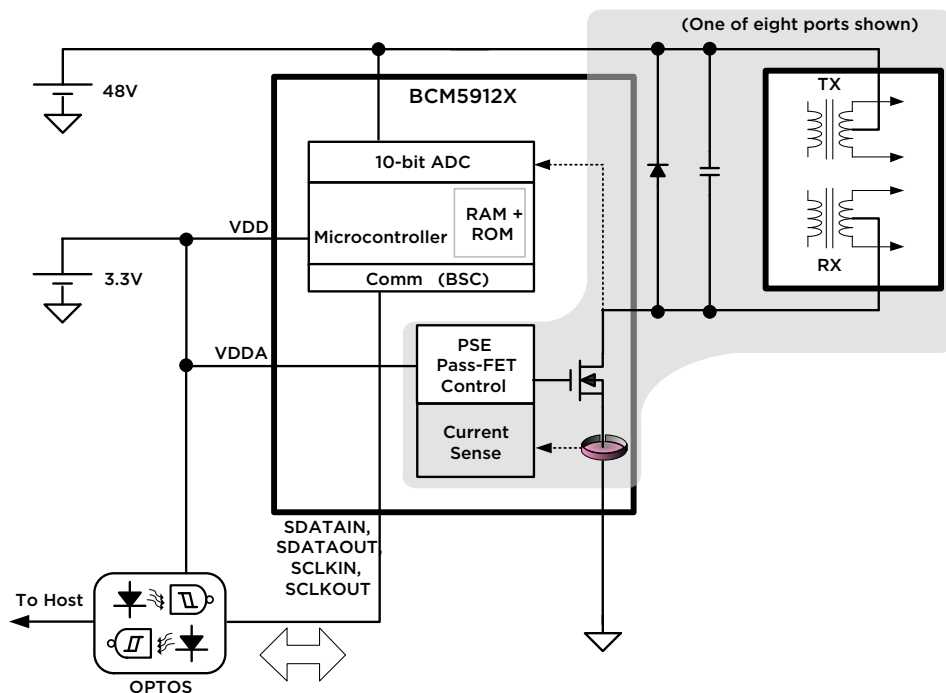 (One of eight ports shown)
48V
BCM5912X
TX
10-bit ADC
RAM +
ROM
Microcontroller
VDD
RX
3.3V
Comm (BSC)
PSE
Pass-FET
Control
VDDA
Current
Sense
SDATAIN,
SDATAOUT,
SCLKIN,
SCLKOUT
To Host
OPTOS